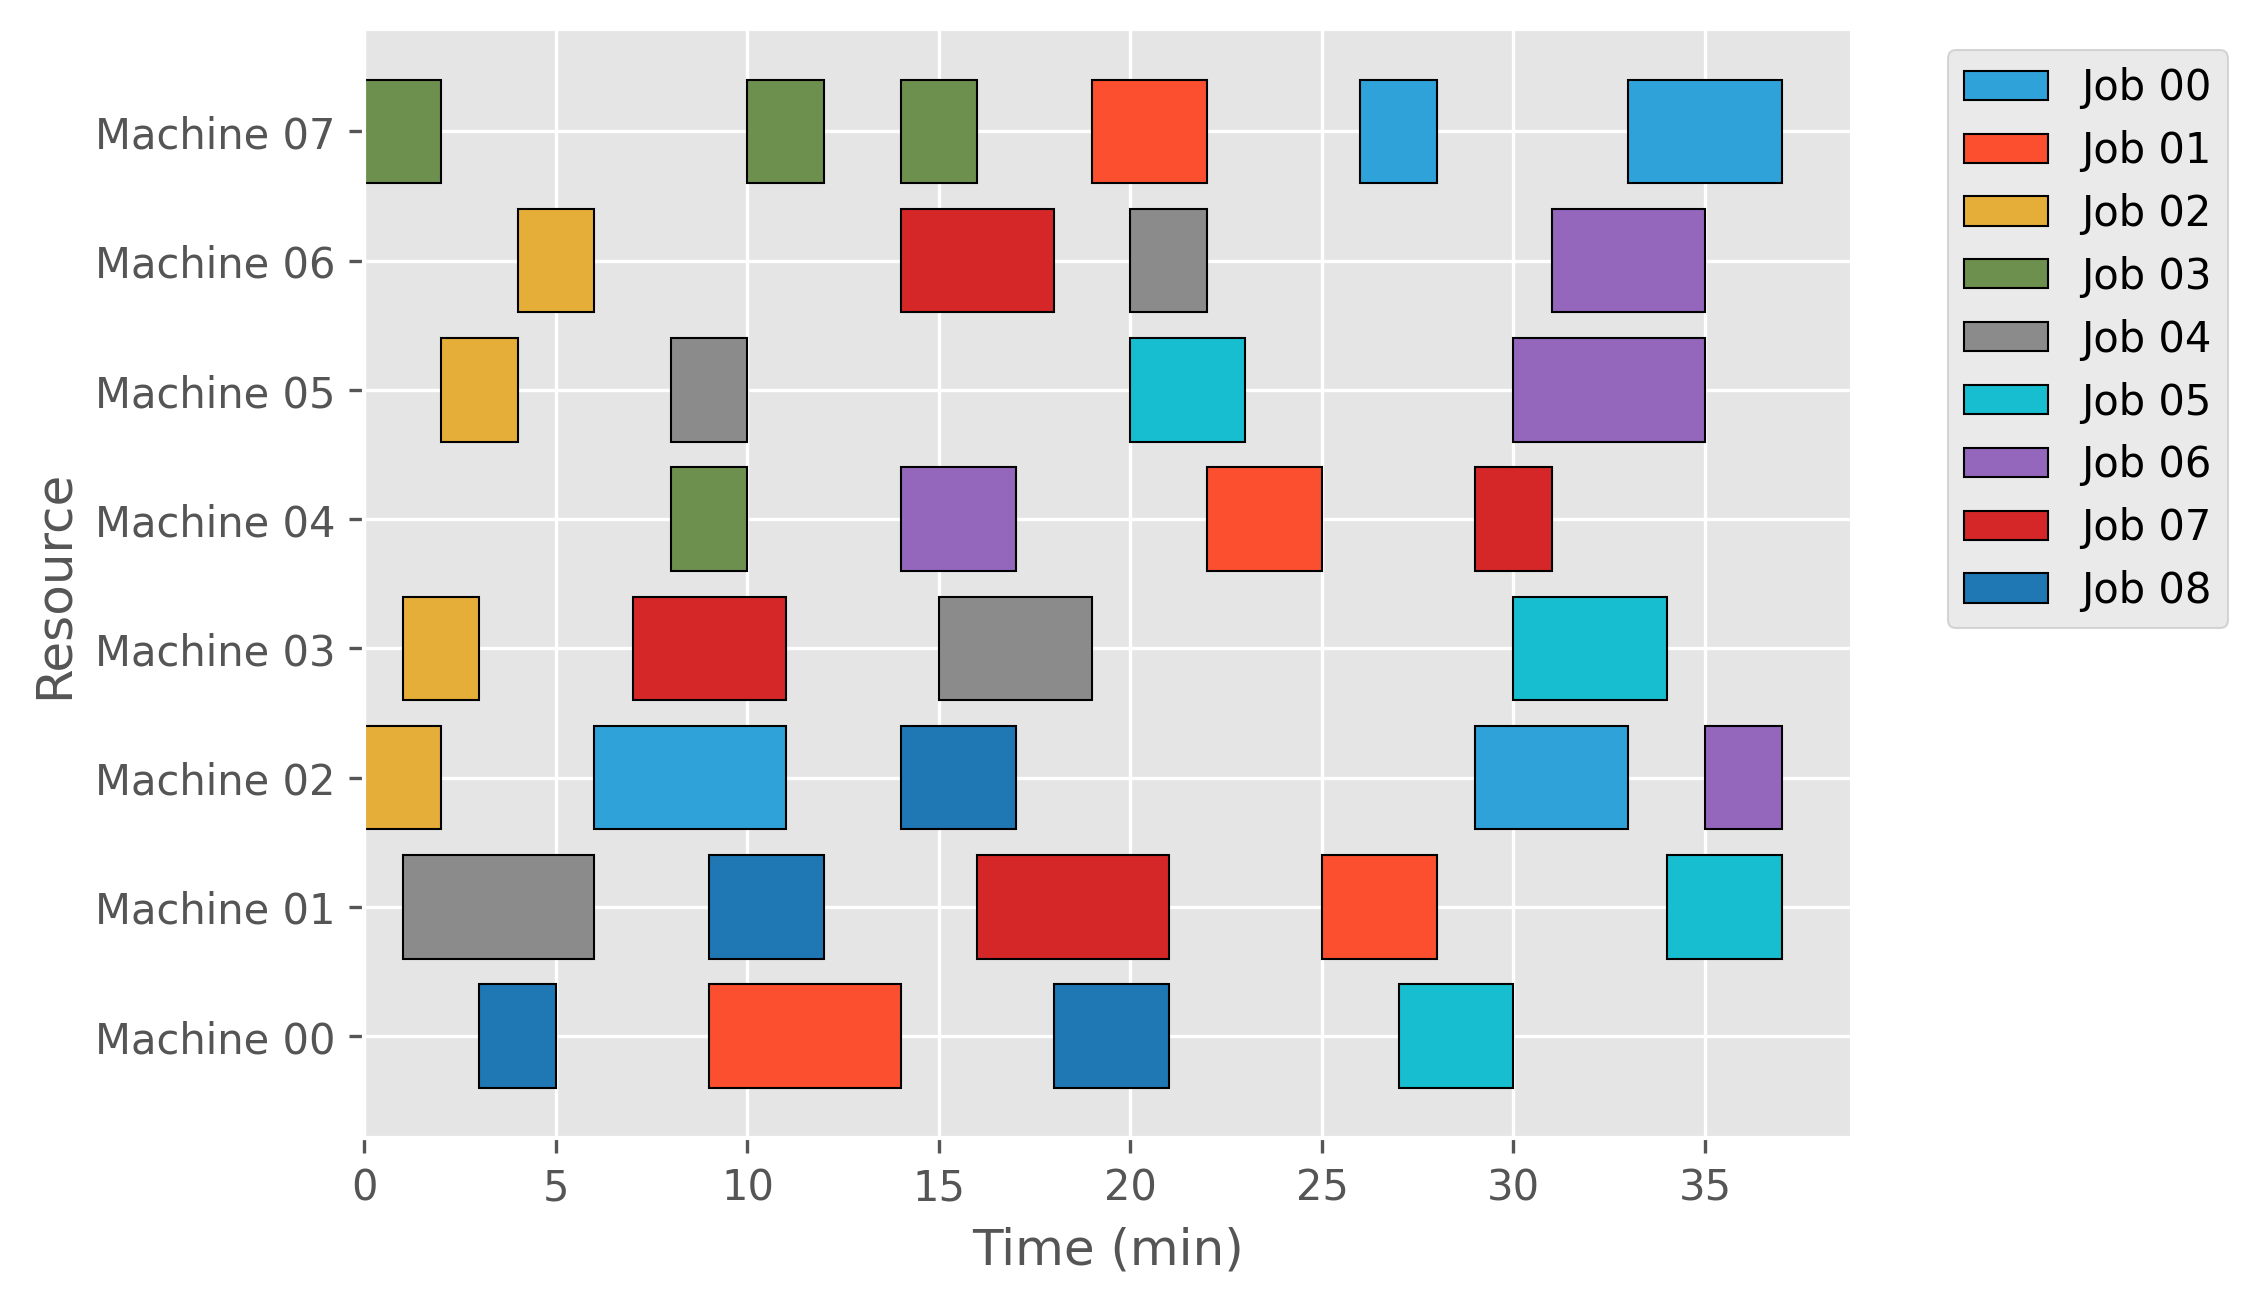 Resource
Machine 07
Machine 06
Machine 05
Machine 04
Machine 03
Machine 02
Machine 01
Machine 00
0 5 10 15 20 25 30 35
Time (min)
Job 00
Job 01
Job 02
Job 03
Job 04
Job 05
Job 06
Job 07
Job 08